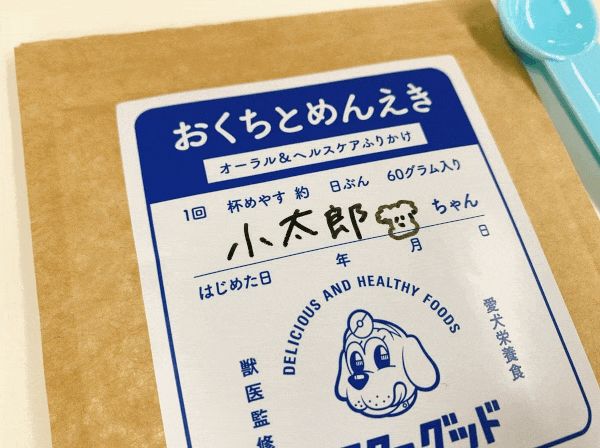 おくちとめんえき
オーラル&ヘルスケアふりかけ
1回 杯めやす 約 日ぶん 60グラム入り
小太郎 ちゃん
はじめた日 年 月 日
DELICIOUS AND HEALTHY FOODS
獣医監修
愛犬栄養食